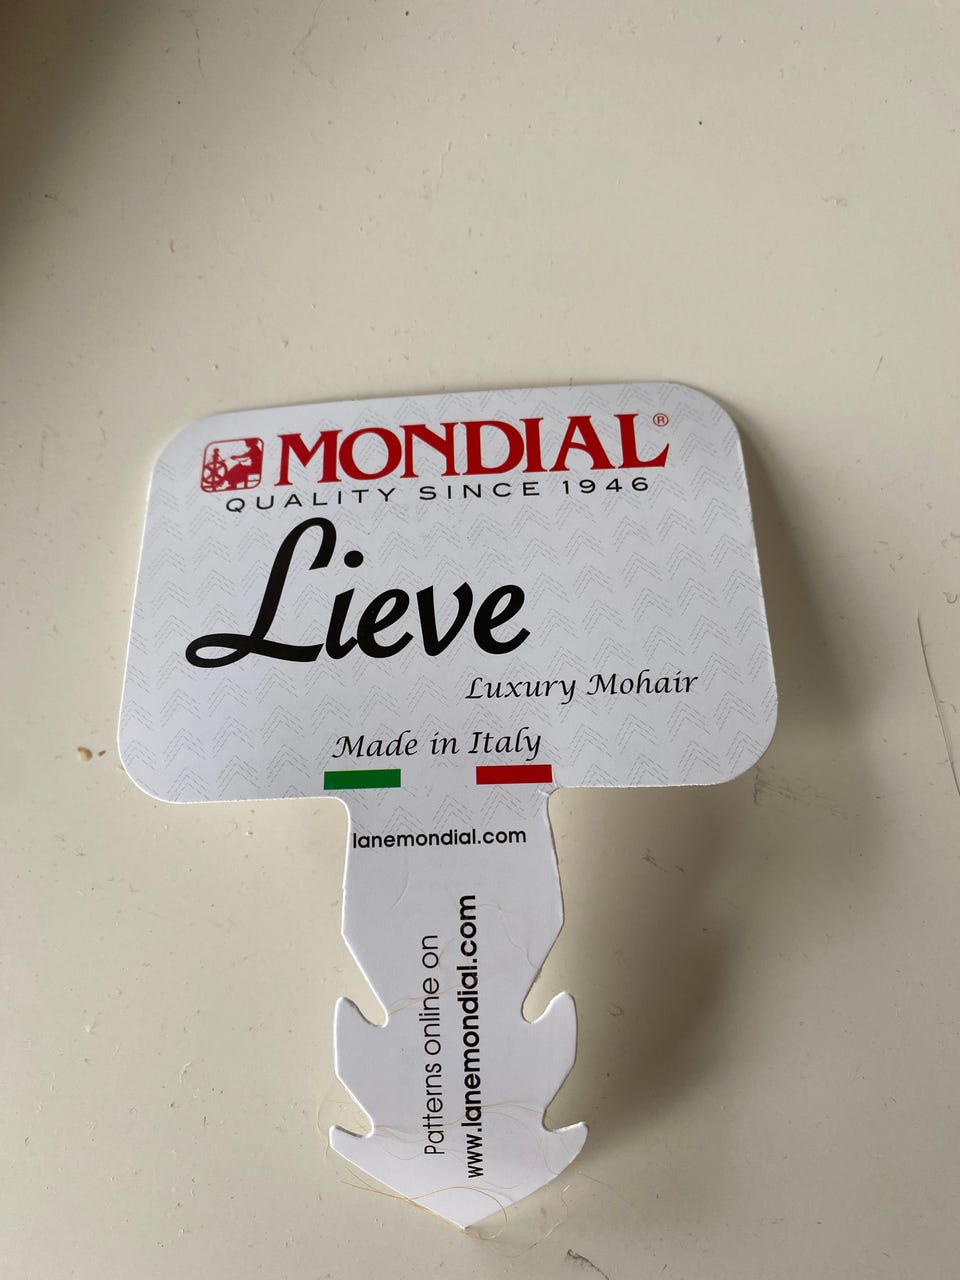 MONDIAL®
QUALITY SINCE 1946
Lieve
Luxury Mohair
Made in Italy
lanemondial.com
Patterns online on
www.lanemondial.com